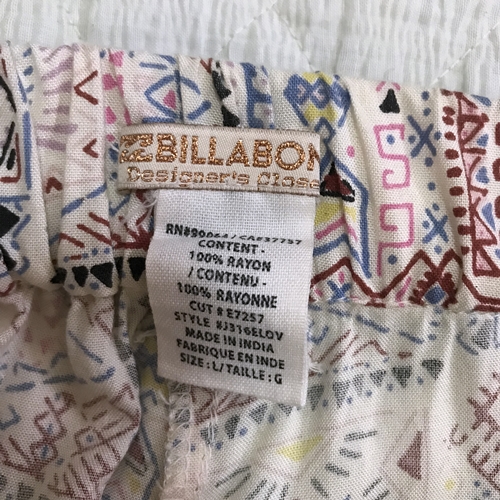 BILLABON
Designer's Close
CONTENT -
100% RAYON
/ CONTENU -
100% RAYONNE
CUT # E7257
STYLE #J316ELOV
MADE IN INDIA
FABRIQUE EN INDE
SIZE : L/ TAILLE : G